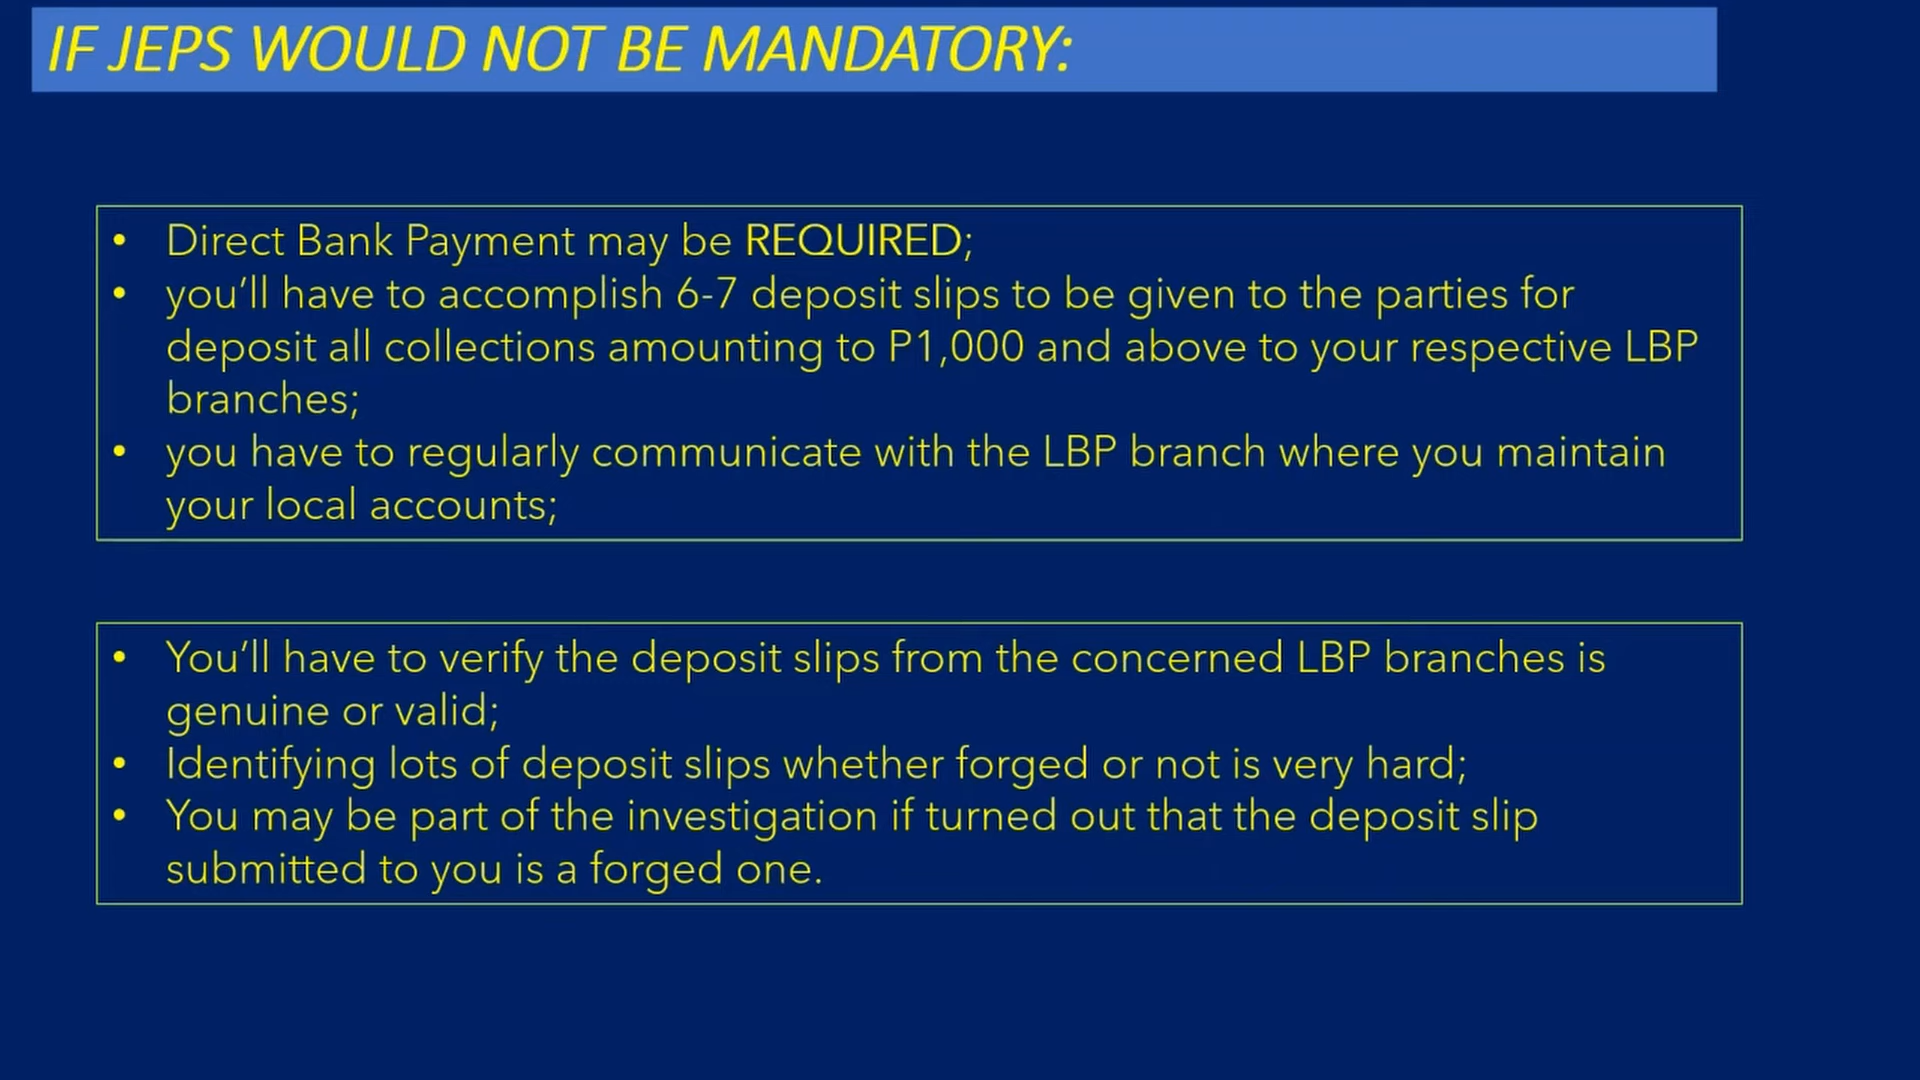 IF JEPS WOULD NOT BE MANDATORY:
• Direct Bank Payment may be REQUIRED;
• you’ll have to accomplish 6-7 deposit slips to be given to the parties for
deposit all collections amounting to P1,000 and above to your respective LBP
branches;
• you have to regularly communicate with the LBP branch where you maintain
your local accounts;
• You’ll have to verify the deposit slips from the concerned LBP branches is
genuine or valid;
• Identifying lots of deposit slips whether forged or not is very hard;
• You may be part of the investigation if turned out that the deposit slip
submitted to you is a forged one.